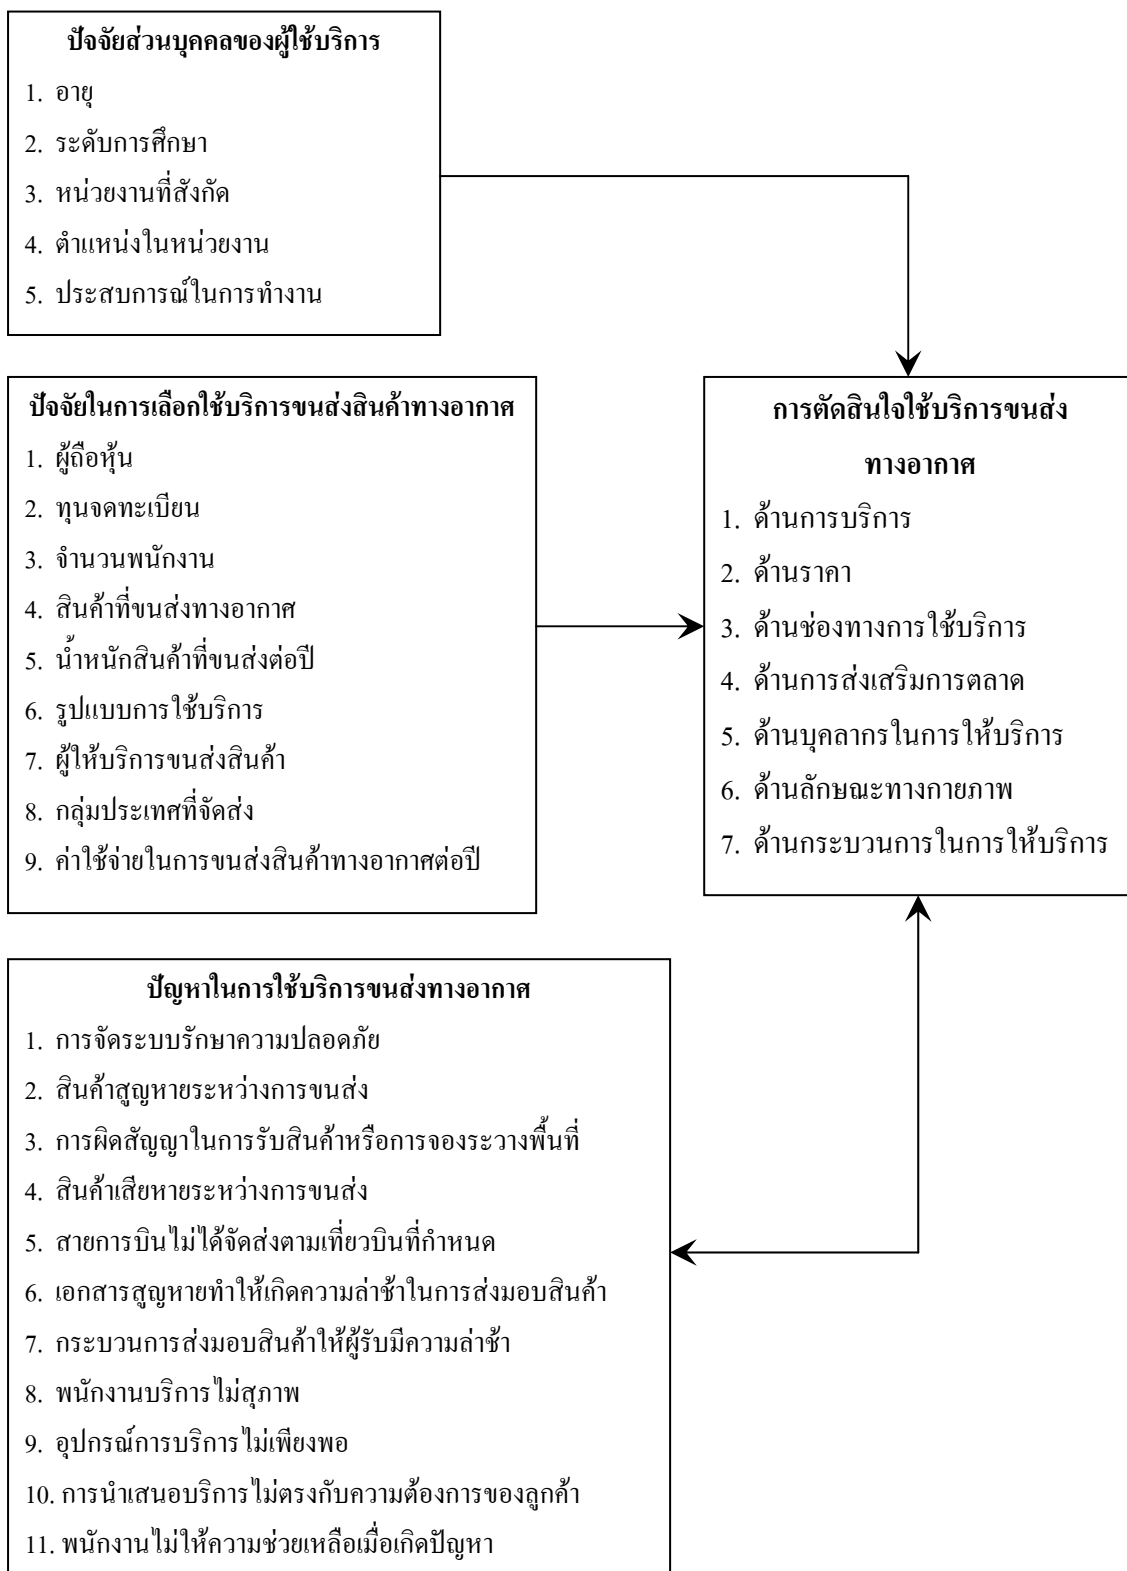 ปัจจัยส่วนบุคคลของผู้ใช้บริการ
1. อายุ
2. ระดับการศึกษา
3. หน่วยงานที่สังกัด
4. ตำแหน่งในหน่วยงาน
5. ประสบการณ์ในการทำงาน
ปัจจัยในการเลือกใช้บริการขนส่งสินค้าทางอากาศ
1. ผู้ถือหุ้น
2. ทุนจดทะเบียน
3. จำนวนพนักงาน
4. สินค้าที่ขนส่งทางอากาศ
5. น้ำหนักสินค้าที่ขนส่งต่อปี
6. รูปแบบการใช้บริการ
7. ผู้ให้บริการขนส่งสินค้า
8. กลุ่มประเทศที่จัดส่ง
9. ค่าใช้จ่ายในการขนส่งสินค้าทางอากาศต่อปี
การตัดสินใจใช้บริการขนส่ง
ทางอากาศ
1. ด้านการบริการ
2. ด้านราคา
3. ด้านช่องทางการใช้บริการ
4. ด้านการส่งเสริมการตลาด
5. ด้านบุคลากรในการให้บริการ
6. ด้านลักษณะทางกายภาพ
7. ด้านกระบวนการในการให้บริการ
ปัญหาในการใช้บริการขนส่งทางอากาศ
1. การจัดระบบรักษาความปลอดภัย
2. สินค้าสูญหายระหว่างการขนส่ง
3. การผิดสัญญาในการรับสินค้าหรือการจองระวางพื้นที่
4. สินค้าเสียหายระหว่างการขนส่ง
5. สายการบินไม่ได้จัดส่งตามเที่ยวบินที่กำหนด
6. เอกสารสูญหายทำให้เกิดความล่าช้าในการส่งมอบสินค้า
7. กระบวนการส่งมอบสินค้าให้ผู้รับมีความล่าช้า
8. พนักงานบริการไม่สุภาพ
9. อุปกรณ์การบริการไม่เพียงพอ
10. การนำเสนอบริการไม่ตรงกับความต้องการของลูกค้า
11. พนักงานไม่ให้ความช่วยเหลือเมื่อเกิดปัญหา